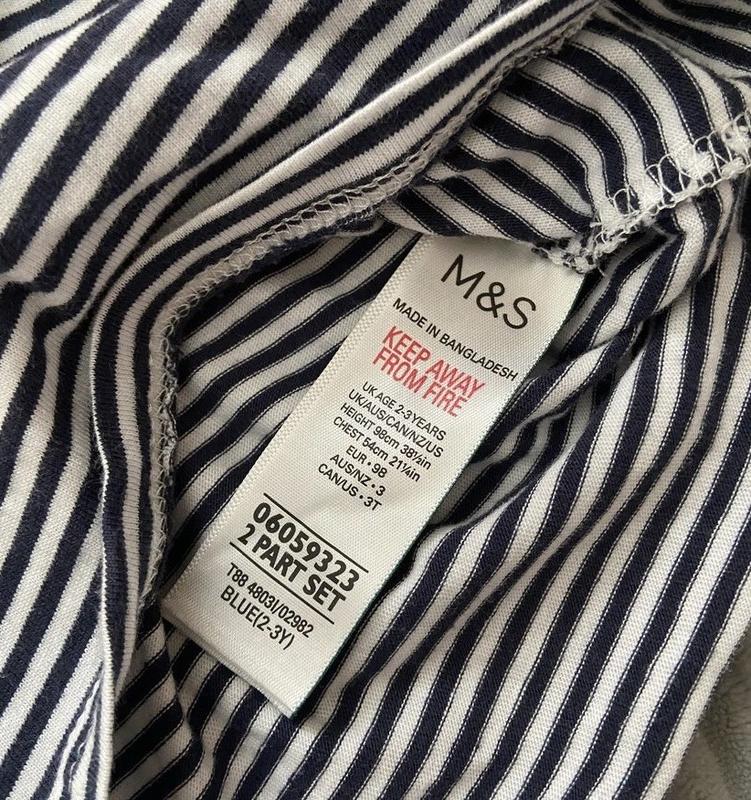 M&S
MADE IN BANGLADESH
KEEP AWAY
FROM FIRE
UK AGE 2-3 YEARS
UK/AUS/CAN/NZ/US
HEIGHT 98cm 38½in
CHEST 54cm 21¼in
EUR • 98
AUS/NZ • 3
CAN/US • 3T
06059323
2 PART SET
T88 4803I/02982
BLUE(2-3Y)